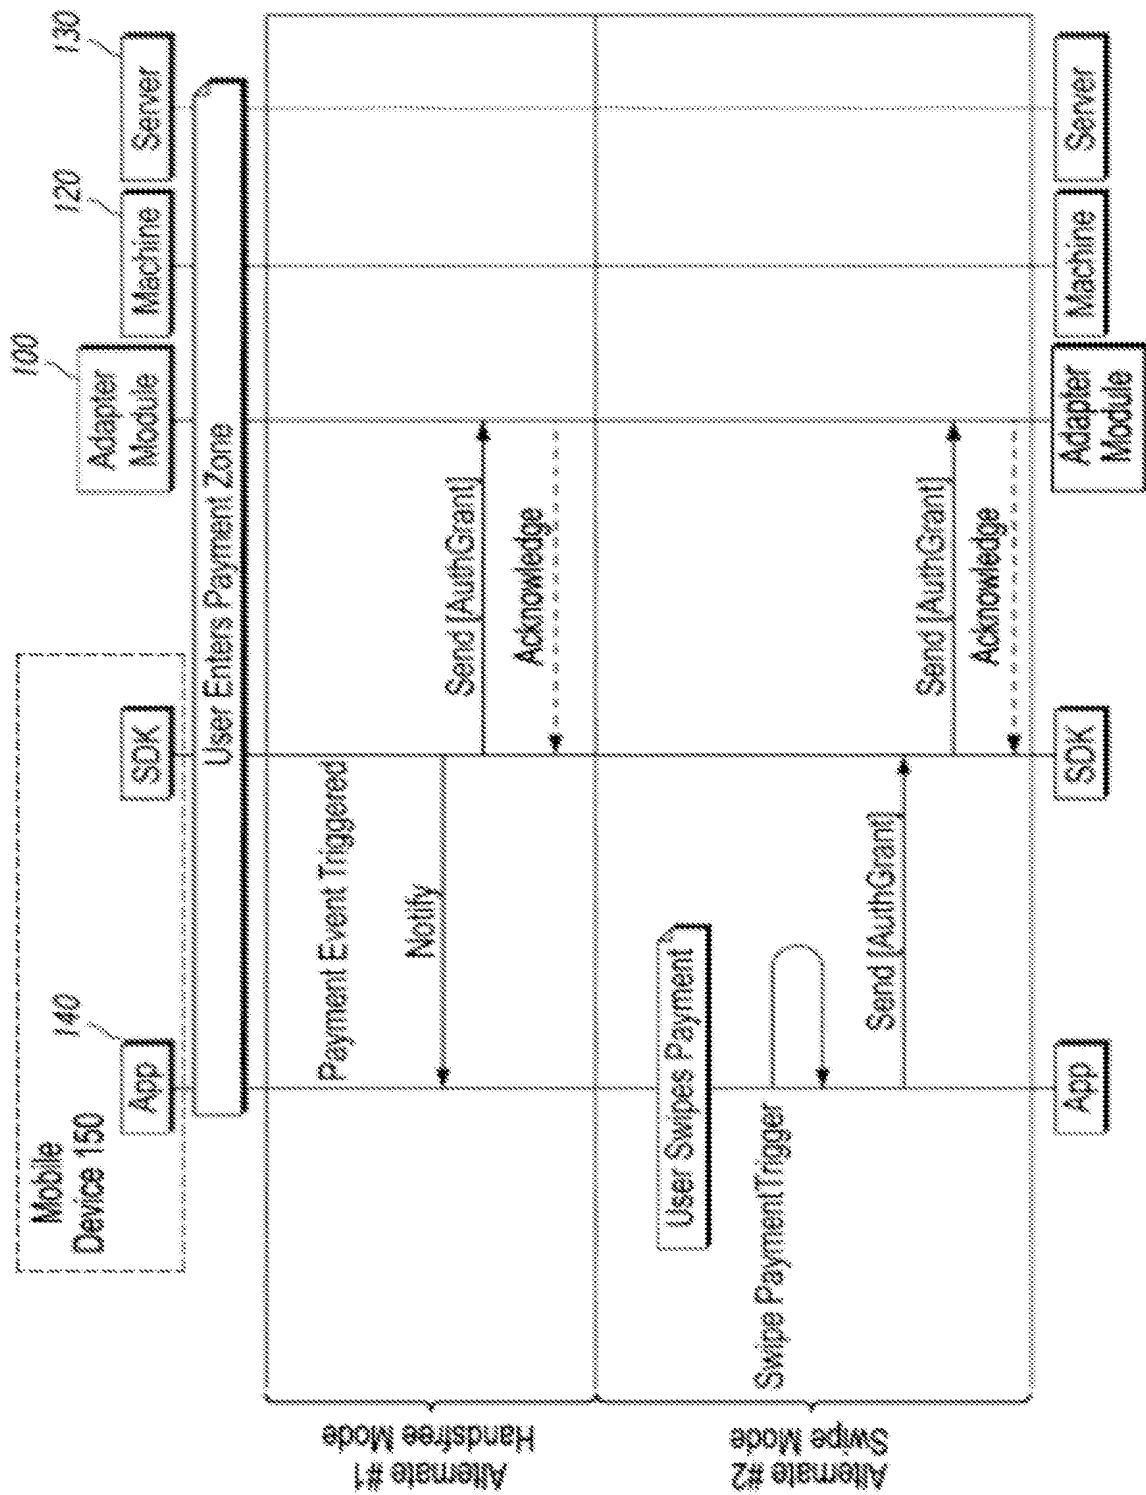 Mobile
Device 150
140
100
120
130
App
SDK
Adapter
Module
Machine
Server
User Enters Payment Zone
Alternate #1
Handsfree Mode
Payment Event Triggered
Notify
Send [AuthGrant]
Acknowledge
Alternate #2
Swipe Mode
User Swipes Payment
Swipe PaymentTrigger
Send [AuthGrant]
Send [AuthGrant]
Acknowledge
App
SDK
Adapter
Module
Machine
Server